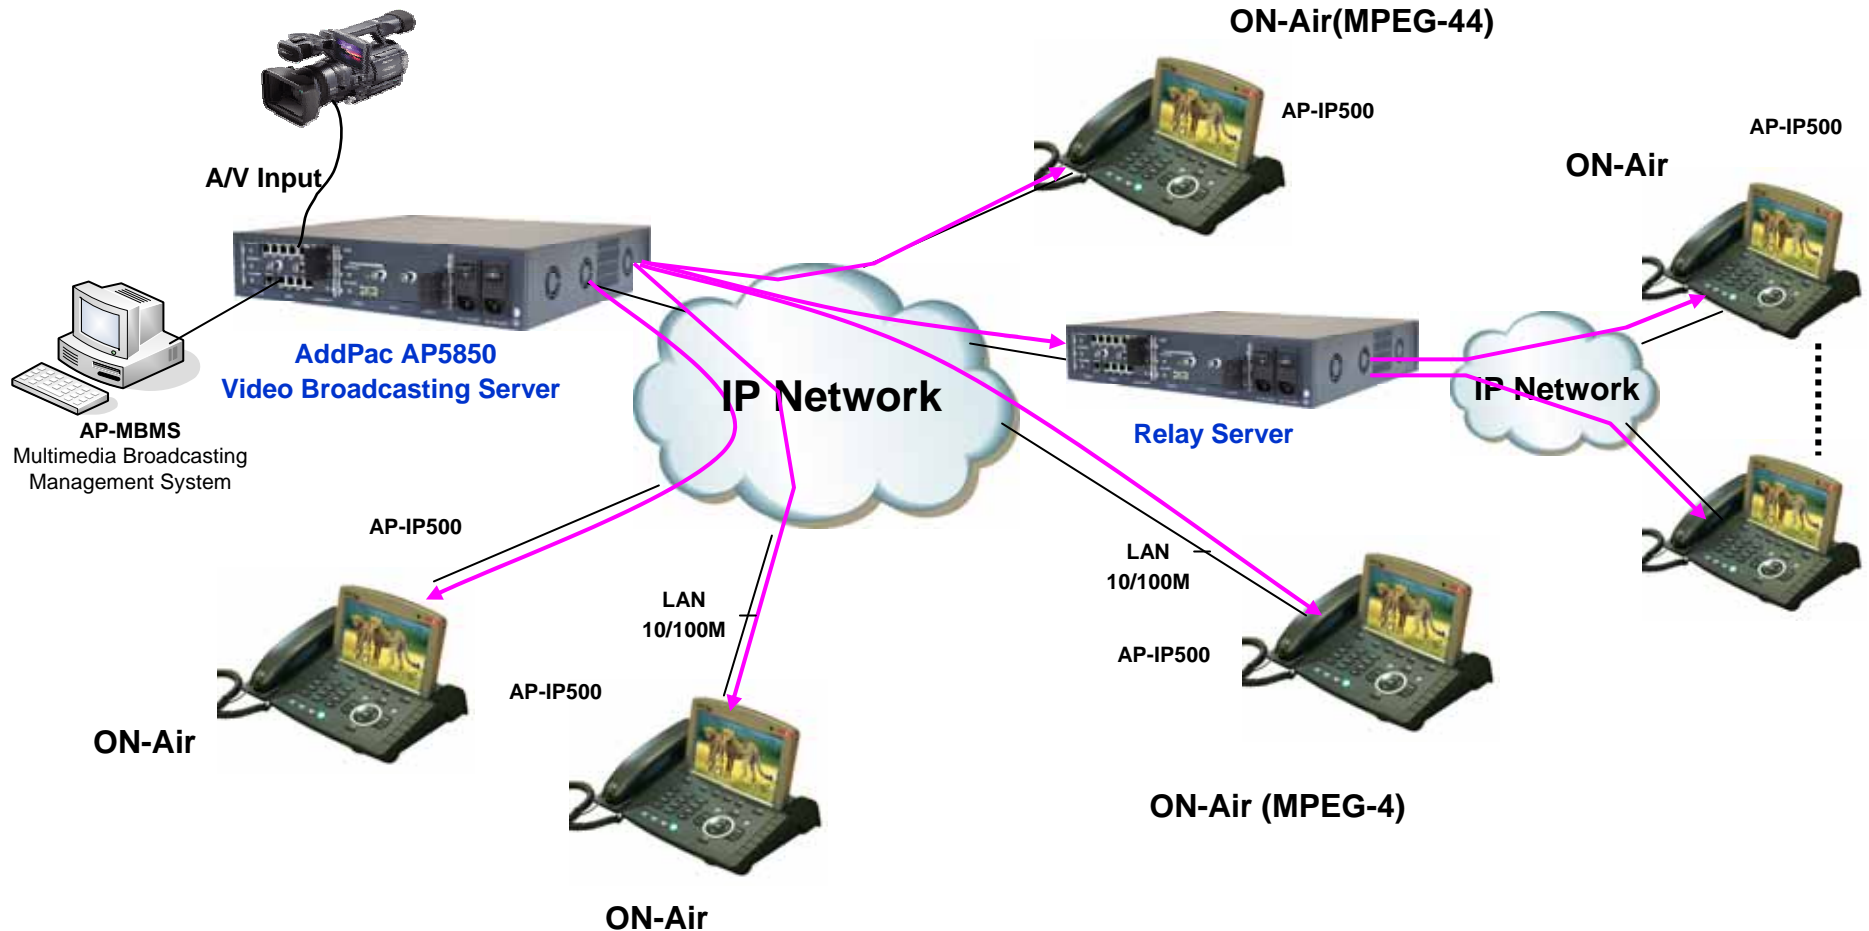 ON-Air(MPEG-44)
AP-IP500
AP-IP500
ON-Air
A/V Input
AddPac AP5850
Video Broadcasting Server
IP Network
Relay Server
IP Network
AP-MBMS
Multimedia Broadcasting
Management System
AP-IP500
LAN
10/100M
LAN
10/100M
AP-IP500
AP-IP500
ON-Air
ON-Air (MPEG-4)
ON-Air